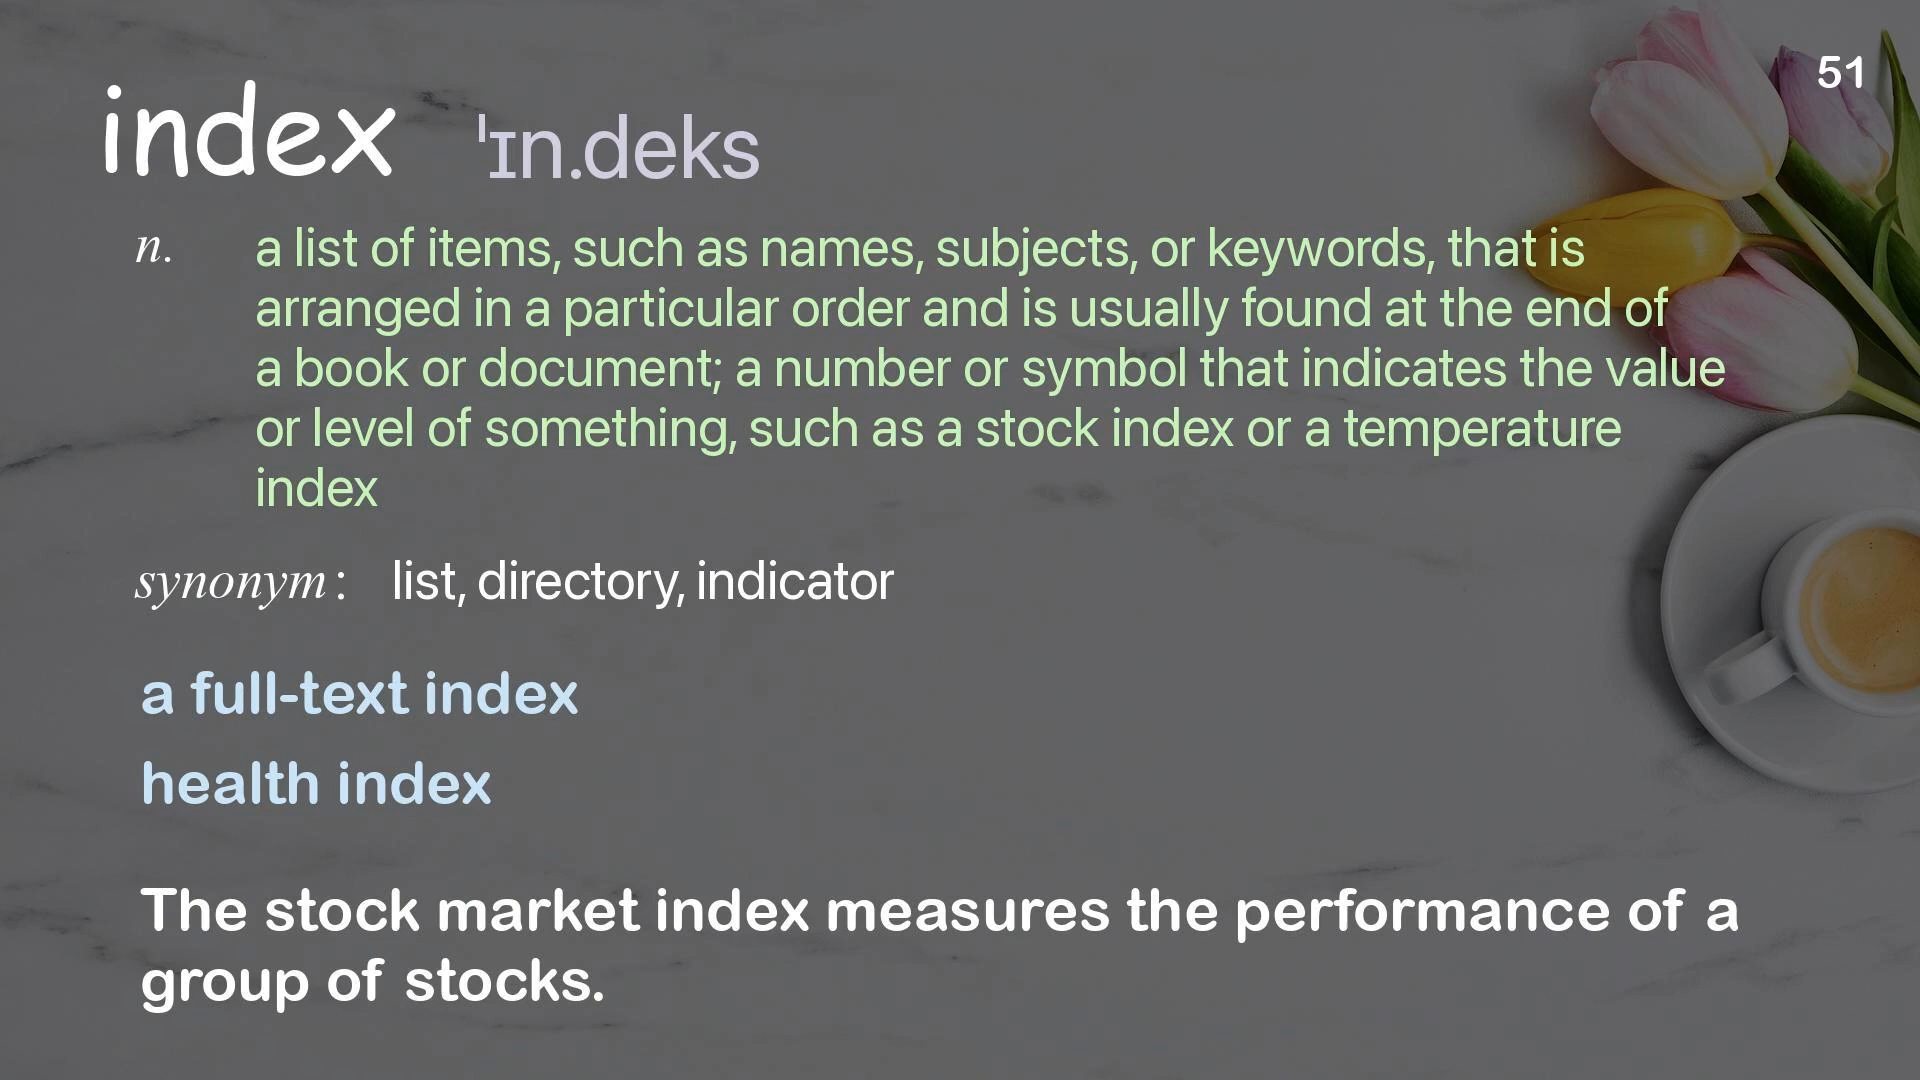 51
index ˈɪn.deks
n. a list of items, such as names, subjects, or keywords, that is
arranged in a particular order and is usually found at the end of
a book or document; a number or symbol that indicates the value
or level of something, such as a stock index or a temperature
index
synonym: list, directory, indicator
a full-text index
health index
The stock market index measures the performance of a
group of stocks.